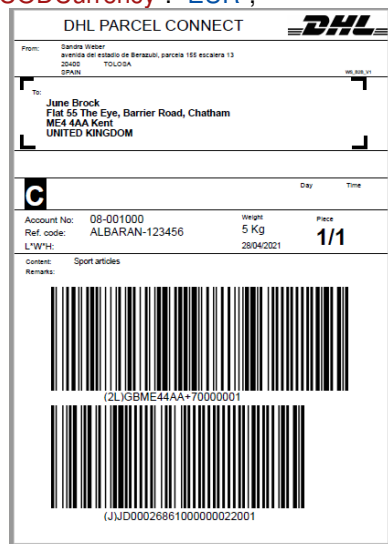 CODCurrency": "EUR",
DHL PARCEL CONNECT
DHL
From: Sandra Weber
avenida del estadio de Berazubi, parcela 155 escalera 13
20400 TOLOSA
SPAIN
To:
June Brock
Flat 55 The Eye, Barrier Road, Chatham
ME4 4AA Kent
UNITED KINGDOM
C
Day Time
Account No: 08-001000 Weight Piece
Ref. code: ALBARAN-123456 5 Kg 1/1
L*W*H: 28/04/2021
Content: Sport articles
Remarks:
(2L)GBME44AA+70000001
(J)JD00026861000000022001